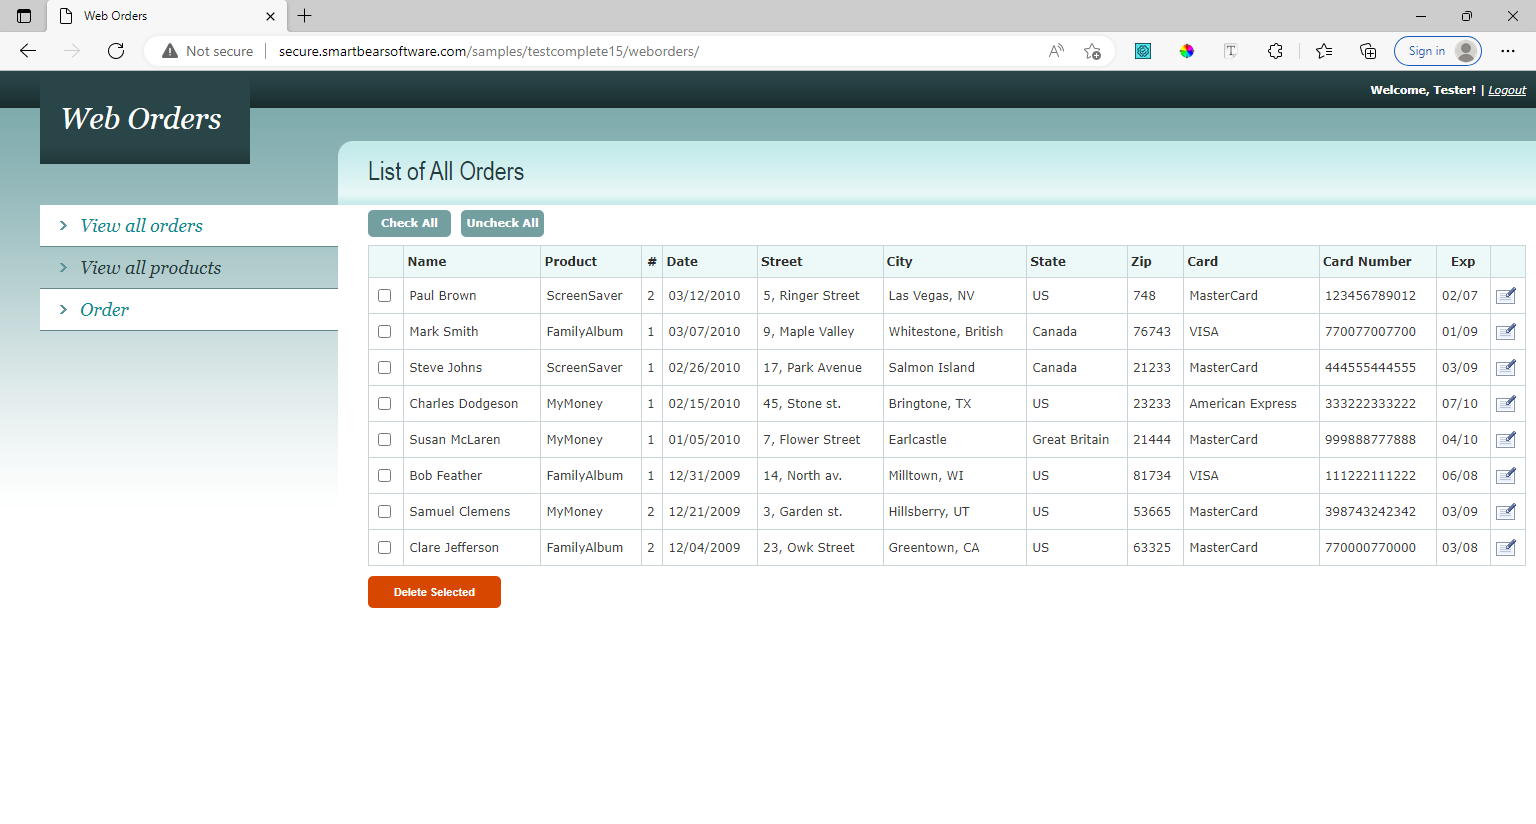 Web Orders
Not secure secure.smartbearsoftware.com/samples/testcomplete15/weborders/ Sign in
Welcome, Tester! | Logout
Web Orders
List of All Orders
View all orders
View all products
Order
Check All Uncheck All
Name Product # Date Street City State Zip Card Card Number Exp
Paul Brown ScreenSaver 2 03/12/2010 5, Ringer Street Las Vegas, NV US 748 MasterCard 123456789012 02/07
Mark Smith FamilyAlbum 1 03/07/2010 9, Maple Valley Whitestone, British Canada 76743 VISA 770077007700 01/09
Steve Johns ScreenSaver 1 02/26/2010 17, Park Avenue Salmon Island Canada 21233 MasterCard 444555444555 03/09
Charles Dodgeson MyMoney 1 02/15/2010 45, Stone st. Bringtone, TX US 23233 American Express 333222333222 07/10
Susan McLaren MyMoney 1 01/05/2010 7, Flower Street Earlcastle Great Britain 21444 MasterCard 999888777888 04/10
Bob Feather FamilyAlbum 1 12/31/2009 14, North av. Milltown, WI US 81734 VISA 111222111222 06/08
Samuel Clemens MyMoney 2 12/21/2009 3, Garden st. Hillsberry, UT US 53665 MasterCard 398743242342 03/09
Clare Jefferson FamilyAlbum 2 12/04/2009 23, Owk Street Greentown, CA US 63325 MasterCard 770000770000 03/08
Delete Selected